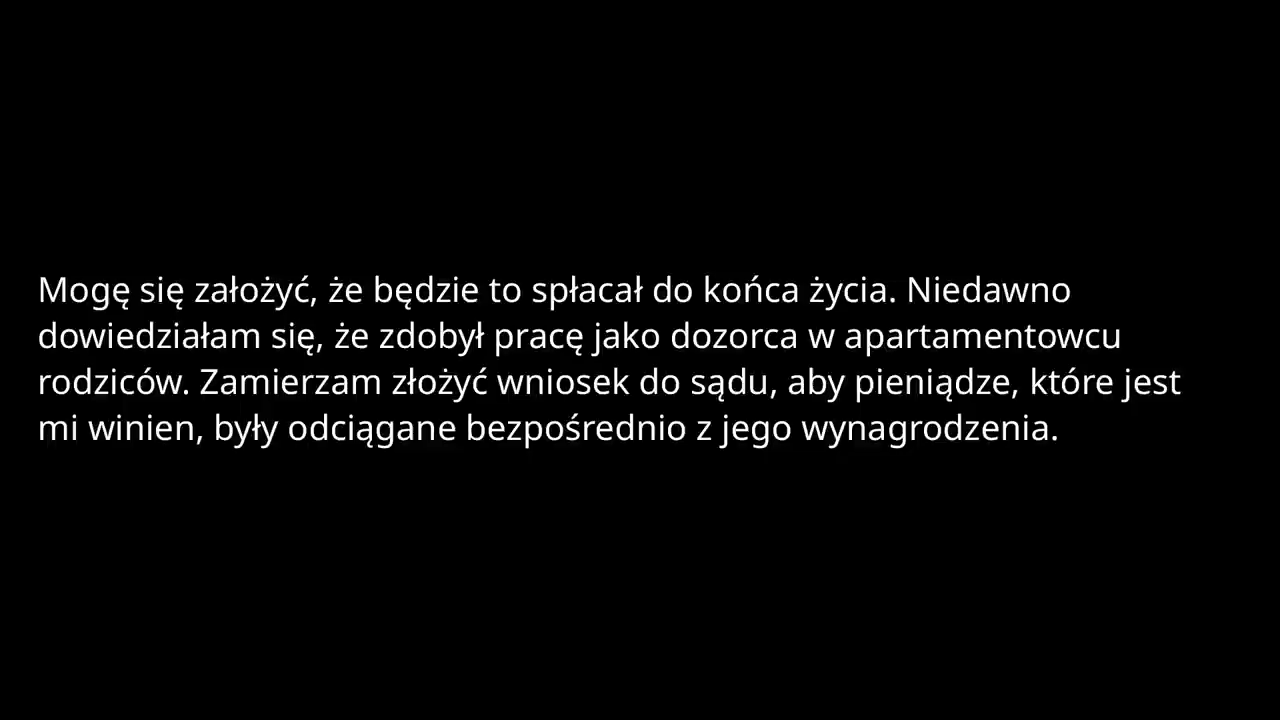 Mogę się założyć, że będzie to spłacał do końca życia. Niedawno
dowiedziałam się, że zdobył pracę jako dozorca w apartamentowcu
rodziców. Zamierzam złożyć wniosek do sądu, aby pieniądze, które jest
mi winien, były odciągane bezpośrednio z jego wynagrodzenia.